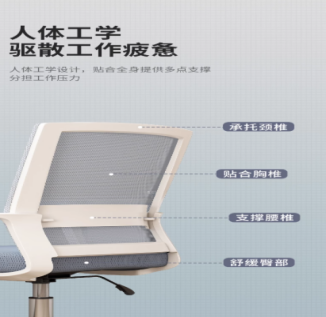 人体工学
驱散工作疲惫
人体工学设计，贴合全身提供多点支撑
分担工作压力
承托颈椎
贴合胸椎
支撑腰椎
舒缓臀部